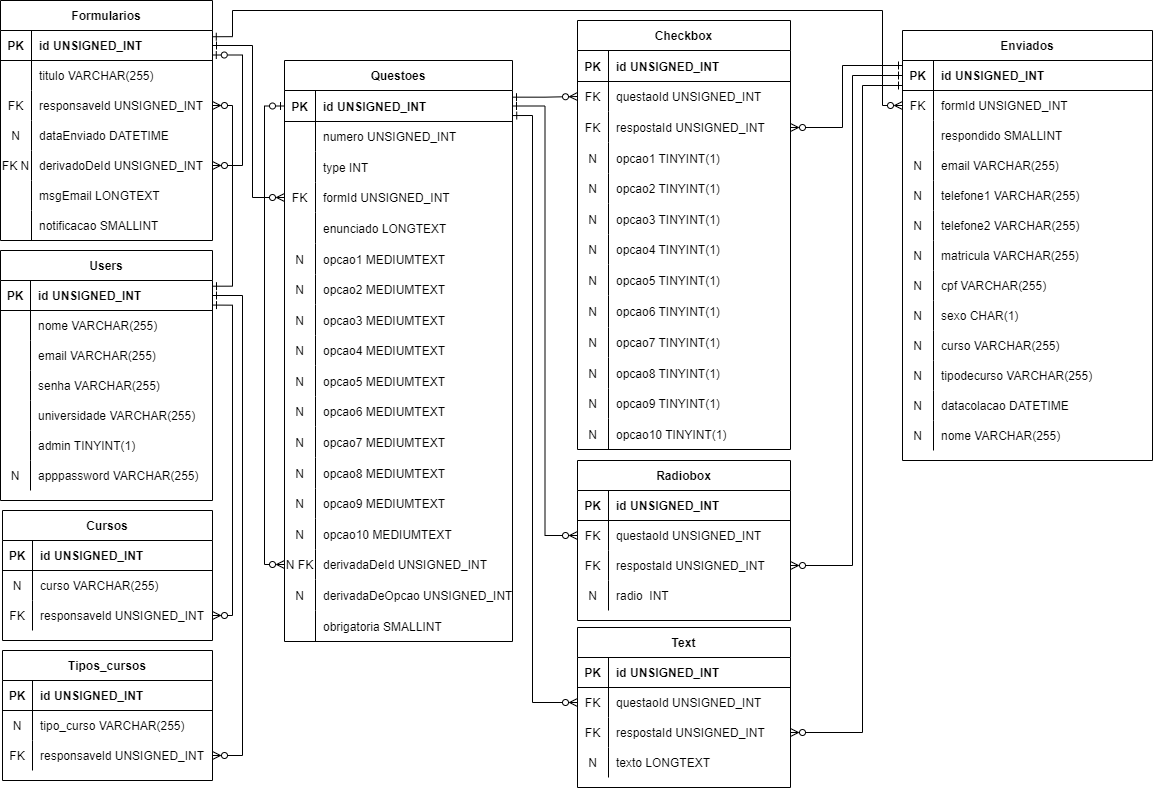 Formularios
PK id UNSIGNED_INT
titulo VARCHAR(255)
FK responsaveId UNSIGNED_INT
N dataEnviado DATETIME
FK N derivadoDeId UNSIGNED_INT
msgEmail LONGTEXT
notificacao SMALLINT
Users
PK id UNSIGNED_INT
nome VARCHAR(255)
email VARCHAR(255)
senha VARCHAR(255)
universidade VARCHAR(255)
admin TINYINT(1)
N apppassword VARCHAR(255)
Cursos
PK id UNSIGNED_INT
N curso VARCHAR(255)
FK responsaveId UNSIGNED_INT
Tipos_cursos
PK id UNSIGNED_INT
N tipo_curso VARCHAR(255)
FK responsaveId UNSIGNED_INT
Questoes
PK id UNSIGNED_INT
numero UNSIGNED_INT
type INT
FK formId UNSIGNED_INT
enunciado LONGTEXT
N opcao1 MEDIUMTEXT
N opcao2 MEDIUMTEXT
N opcao3 MEDIUMTEXT
N opcao4 MEDIUMTEXT
N opcao5 MEDIUMTEXT
N opcao6 MEDIUMTEXT
N opcao7 MEDIUMTEXT
N opcao8 MEDIUMTEXT
N opcao9 MEDIUMTEXT
N opcao10 MEDIUMTEXT
N FK derivadaDeId UNSIGNED_INT
N derivadaDeOpcao UNSIGNED_INT
obrigatoria SMALLINT
Checkbox
PK id UNSIGNED_INT
FK questaoId UNSIGNED_INT
FK respostaId UNSIGNED_INT
N opcao1 TINYINT(1)
N opcao2 TINYINT(1)
N opcao3 TINYINT(1)
N opcao4 TINYINT(1)
N opcao5 TINYINT(1)
N opcao6 TINYINT(1)
N opcao7 TINYINT(1)
N opcao8 TINYINT(1)
N opcao9 TINYINT(1)
N opcao10 TINYINT(1)
Radiobox
PK id UNSIGNED_INT
FK questaoId UNSIGNED_INT
FK respostaId UNSIGNED_INT
N radio INT
Text
PK id UNSIGNED_INT
FK questaoId UNSIGNED_INT
FK respostaId UNSIGNED_INT
N texto LONGTEXT
Enviados
PK id UNSIGNED_INT
FK formId UNSIGNED_INT
respondido SMALLINT
N email VARCHAR(255)
N telefone1 VARCHAR(255)
N telefone2 VARCHAR(255)
N matricula VARCHAR(255)
N cpf VARCHAR(255)
N sexo CHAR(1)
N curso VARCHAR(255)
N tipodecurso VARCHAR(255)
N datacolacao DATETIME
N nome VARCHAR(255)